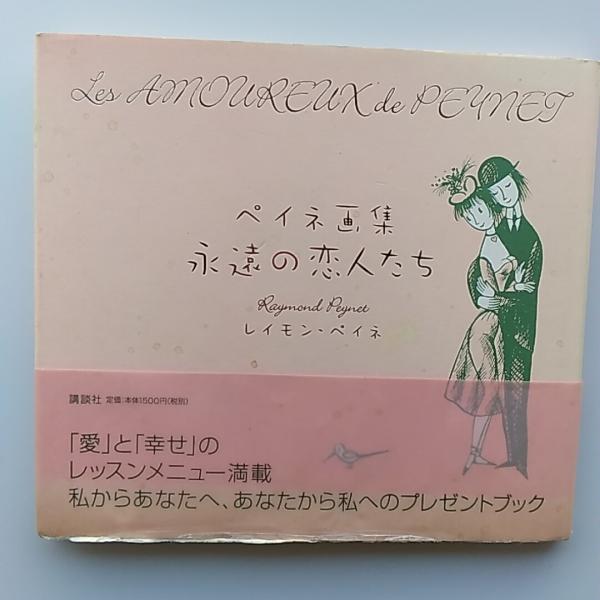 Les AMOUREUX de PEYNET
ペイネ画集
永遠の恋人たち
Raymond Peynet
レイモン・ペイネ
講談社 定価:本体1500円(税別)
「愛」と「幸せ」の
レッスンメニュー満載
私からあなたへ、あなたから私へのプレゼントブック